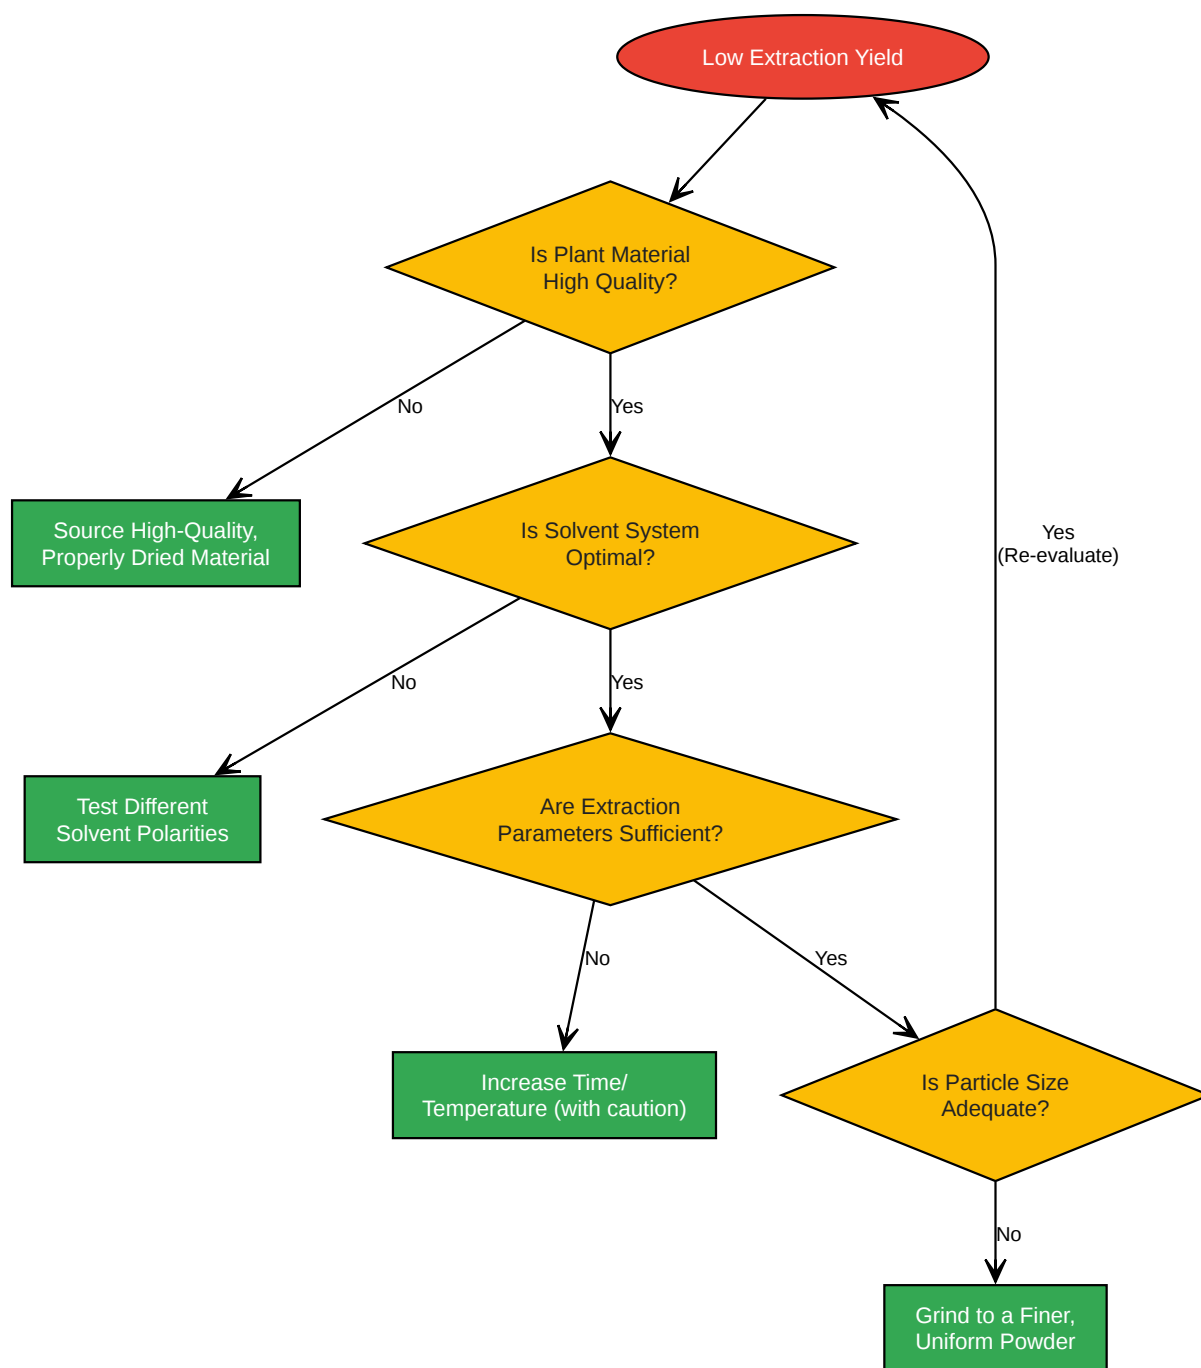 Low Extraction Yield
Is Plant Material
High Quality?
No
Yes
Source High-Quality,
Properly Dried Material
Is Solvent System
Optimal?
Yes
(Re-evaluate)
No
Yes
Test Different
Solvent Polarities
Are Extraction
Parameters Sufficient?
No
Yes
Increase Time/
Temperature (with caution)
Is Particle Size
Adequate?
No
Grind to a Finer,
Uniform Powder